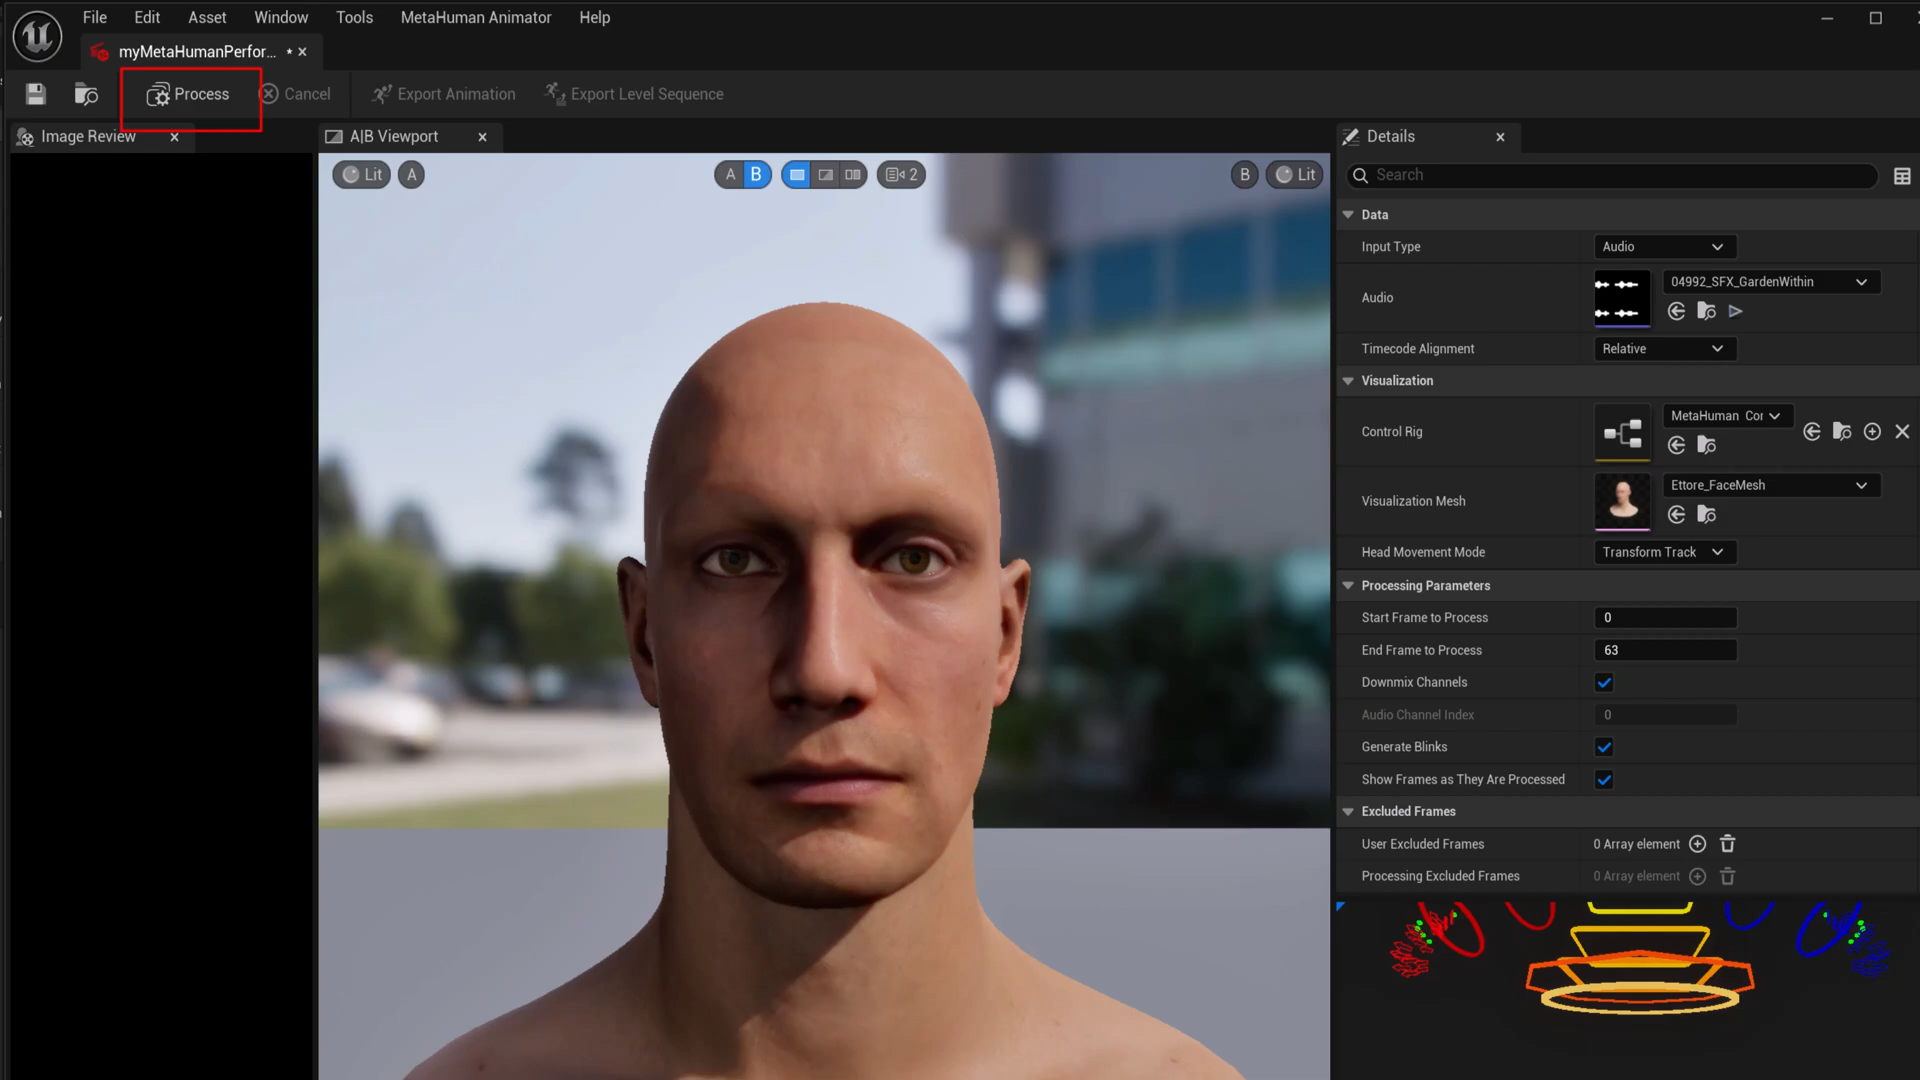 File Edit Asset Window Tools MetaHuman Animator Help
myMetaHumanPerfor... *
Process Cancel Export Animation Export Level Sequence
Image Review
A|B Viewport
Details
Lit A A B 2 B Lit
Search
Data
Input Type Audio
Audio 04992_SFX_GardenWithin
Timecode Alignment Relative
Visualization
Control Rig MetaHuman_Cor
Visualization Mesh Ettore_FaceMesh
Head Movement Mode Transform Track
Processing Parameters
Start Frame to Process 0
End Frame to Process 63
Downmix Channels
Audio Channel Index 0
Generate Blinks
Show Frames as They Are Processed
Excluded Frames
User Excluded Frames 0 Array element
Processing Excluded Frames 0 Array element